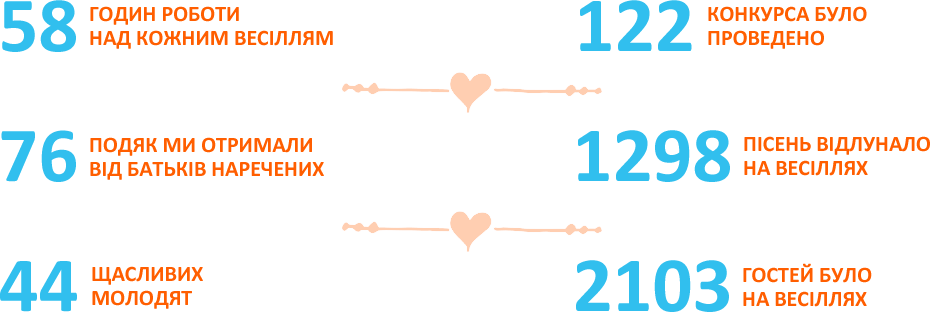 58 ГОДИН РОБОТИ
НАД КОЖНИМ ВЕСІЛЛЯМ
122 КОНКУРСА БУЛО
ПРОВЕДЕНО
76 ПОДЯК МИ ОТРИМАЛИ
ВІД БАТЬКІВ НАРЕЧЕНИХ
1298 ПІСЕНЬ ВІДЛУНАЛО
НА ВЕСІЛЛЯХ
44 ЩАСЛИВИХ
МОЛОДЯТ
2103 ГОСТЕЙ БУЛО
НА ВЕСІЛЛЯХ